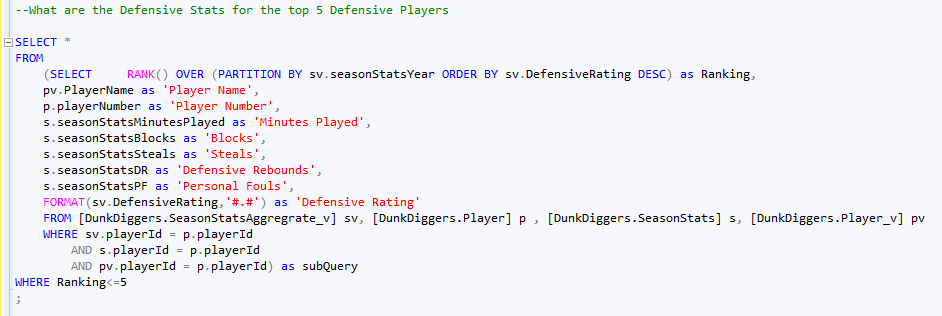 --What are the Defensive Stats for the top 5 Defensive Players
SELECT *
FROM
(SELECT RANK() OVER (PARTITION BY sv.seasonStatsYear ORDER BY sv.DefensiveRating DESC) as Ranking,
pv.PlayerName as 'Player Name',
p.playerNumber as 'Player Number',
s.seasonStatsMinutesPlayed as 'Minutes Played',
s.seasonStatsBlocks as 'Blocks',
s.seasonStatsSteals as 'Steals',
s.seasonStatsDR as 'Defensive Rebounds',
s.seasonStatsPF as 'Personal Fouls',
FORMAT(sv.DefensiveRating,'#.#') as 'Defensive Rating'
FROM [DunkDiggers.SeasonStatsAggregrate_v] sv, [DunkDiggers.Player] p , [DunkDiggers.SeasonStats] s, [DunkDiggers.Player_v] pv
WHERE sv.playerId = p.playerId
AND s.playerId = p.playerId
AND pv.playerId = p.playerId) as subQuery
WHERE Ranking<=5
;